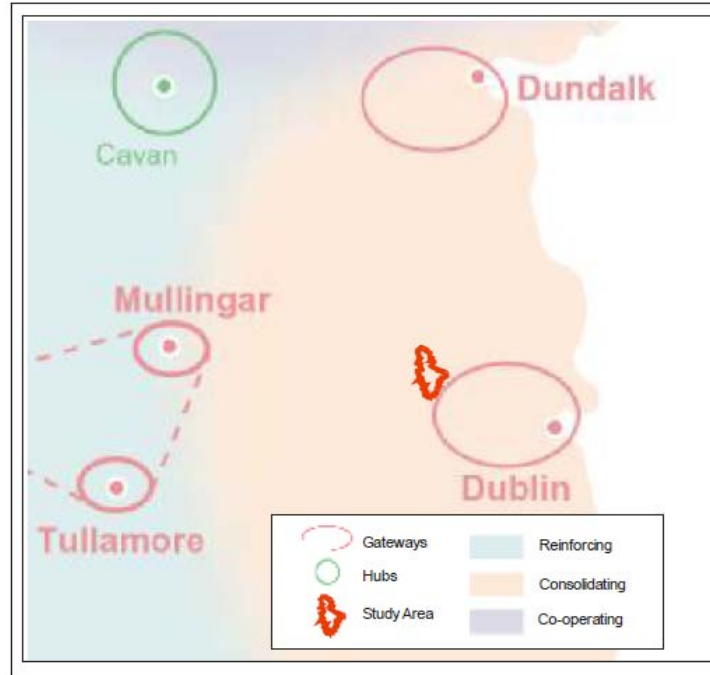 Dundalk
Cavan
Mullingar
Dublin
Tullamore
Gateways
Reinforcing
Hubs
Consolidating
Study Area
Co-operating